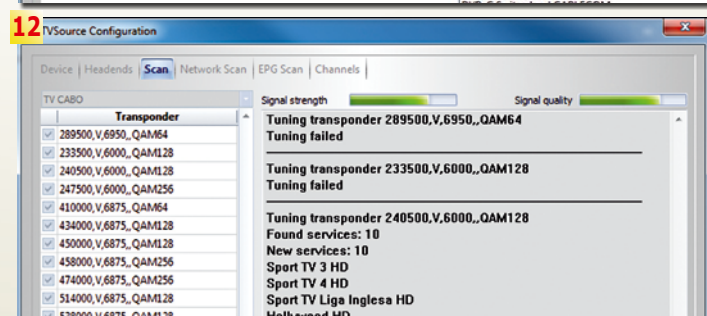 12
TVSource Configuration
Device | Headends | Scan | Network Scan | EPG Scan | Channels
TV CABO
Signal strength
Signal quality
Transponder
289500,V,6950,,QAM64
233500,V,6000,,QAM128
240500,V,6000,,QAM128
247500,V,6000,,QAM256
410000,V,6875,,QAM64
434000,V,6875,,QAM128
450000,V,6875,,QAM128
458000,V,6875,,QAM256
474000,V,6875,,QAM256
514000,V,6875,,QAM128
Tuning transponder 289500,V,6950,,QAM64
Tuning failed
Tuning transponder 233500,V,6000,,QAM128
Tuning failed
Tuning transponder 240500,V,6000,,QAM128
Found services: 10
New services: 10
Sport TV 3 HD
Sport TV 4 HD
Sport TV Liga Inglesa HD